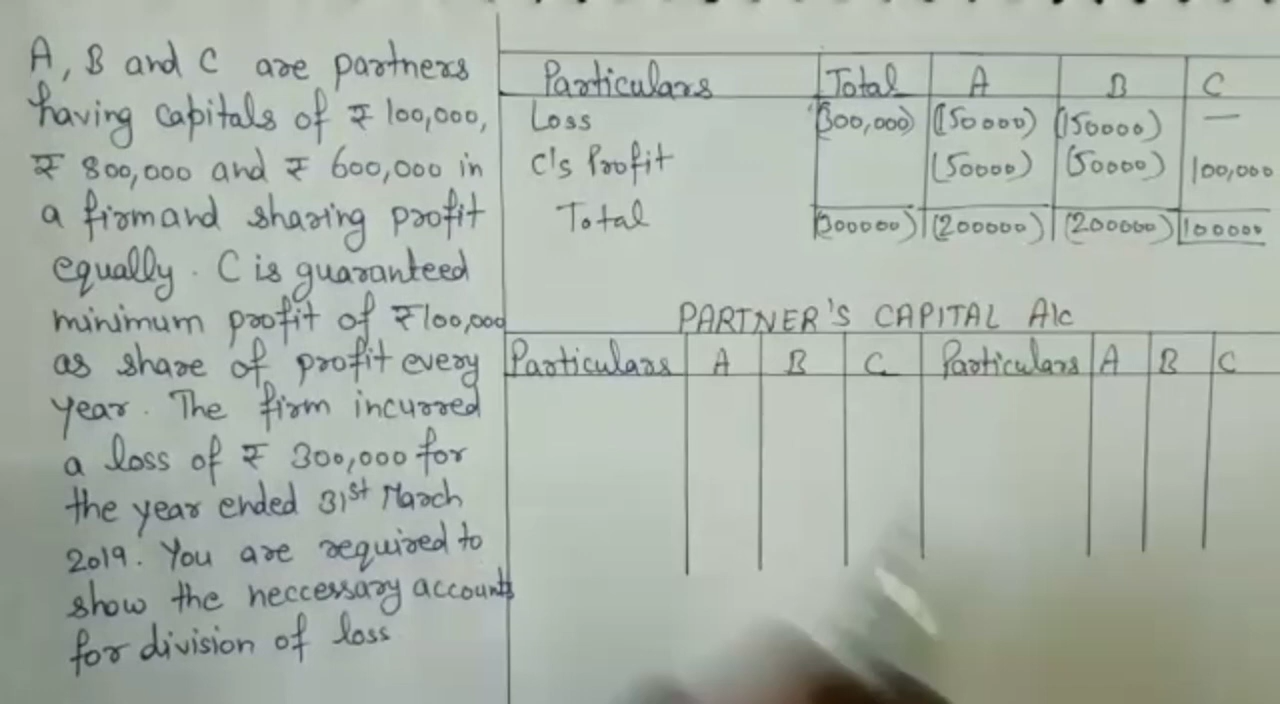 A, B and C are partners
having capitals of ₹ 100,000,
₹ 800,000 and ₹ 600,000 in
a firm and sharing profit
equally. C is guaranteed
minimum profit of ₹100,000
as share of profit every
year. The firm incurred
a loss of ₹ 300,000 for
the year ended 31st March
2019. You are required to
show the neccessary accounts
for division of loss
Particulars Total A B C
Loss (300,000) (150000) (150000) —
C's Profit (50000) (50000) 100,000
Total (300000) (200000) (200000) 100000
PARTNER'S CAPITAL A/c
Particulars A B C Particulars A B C